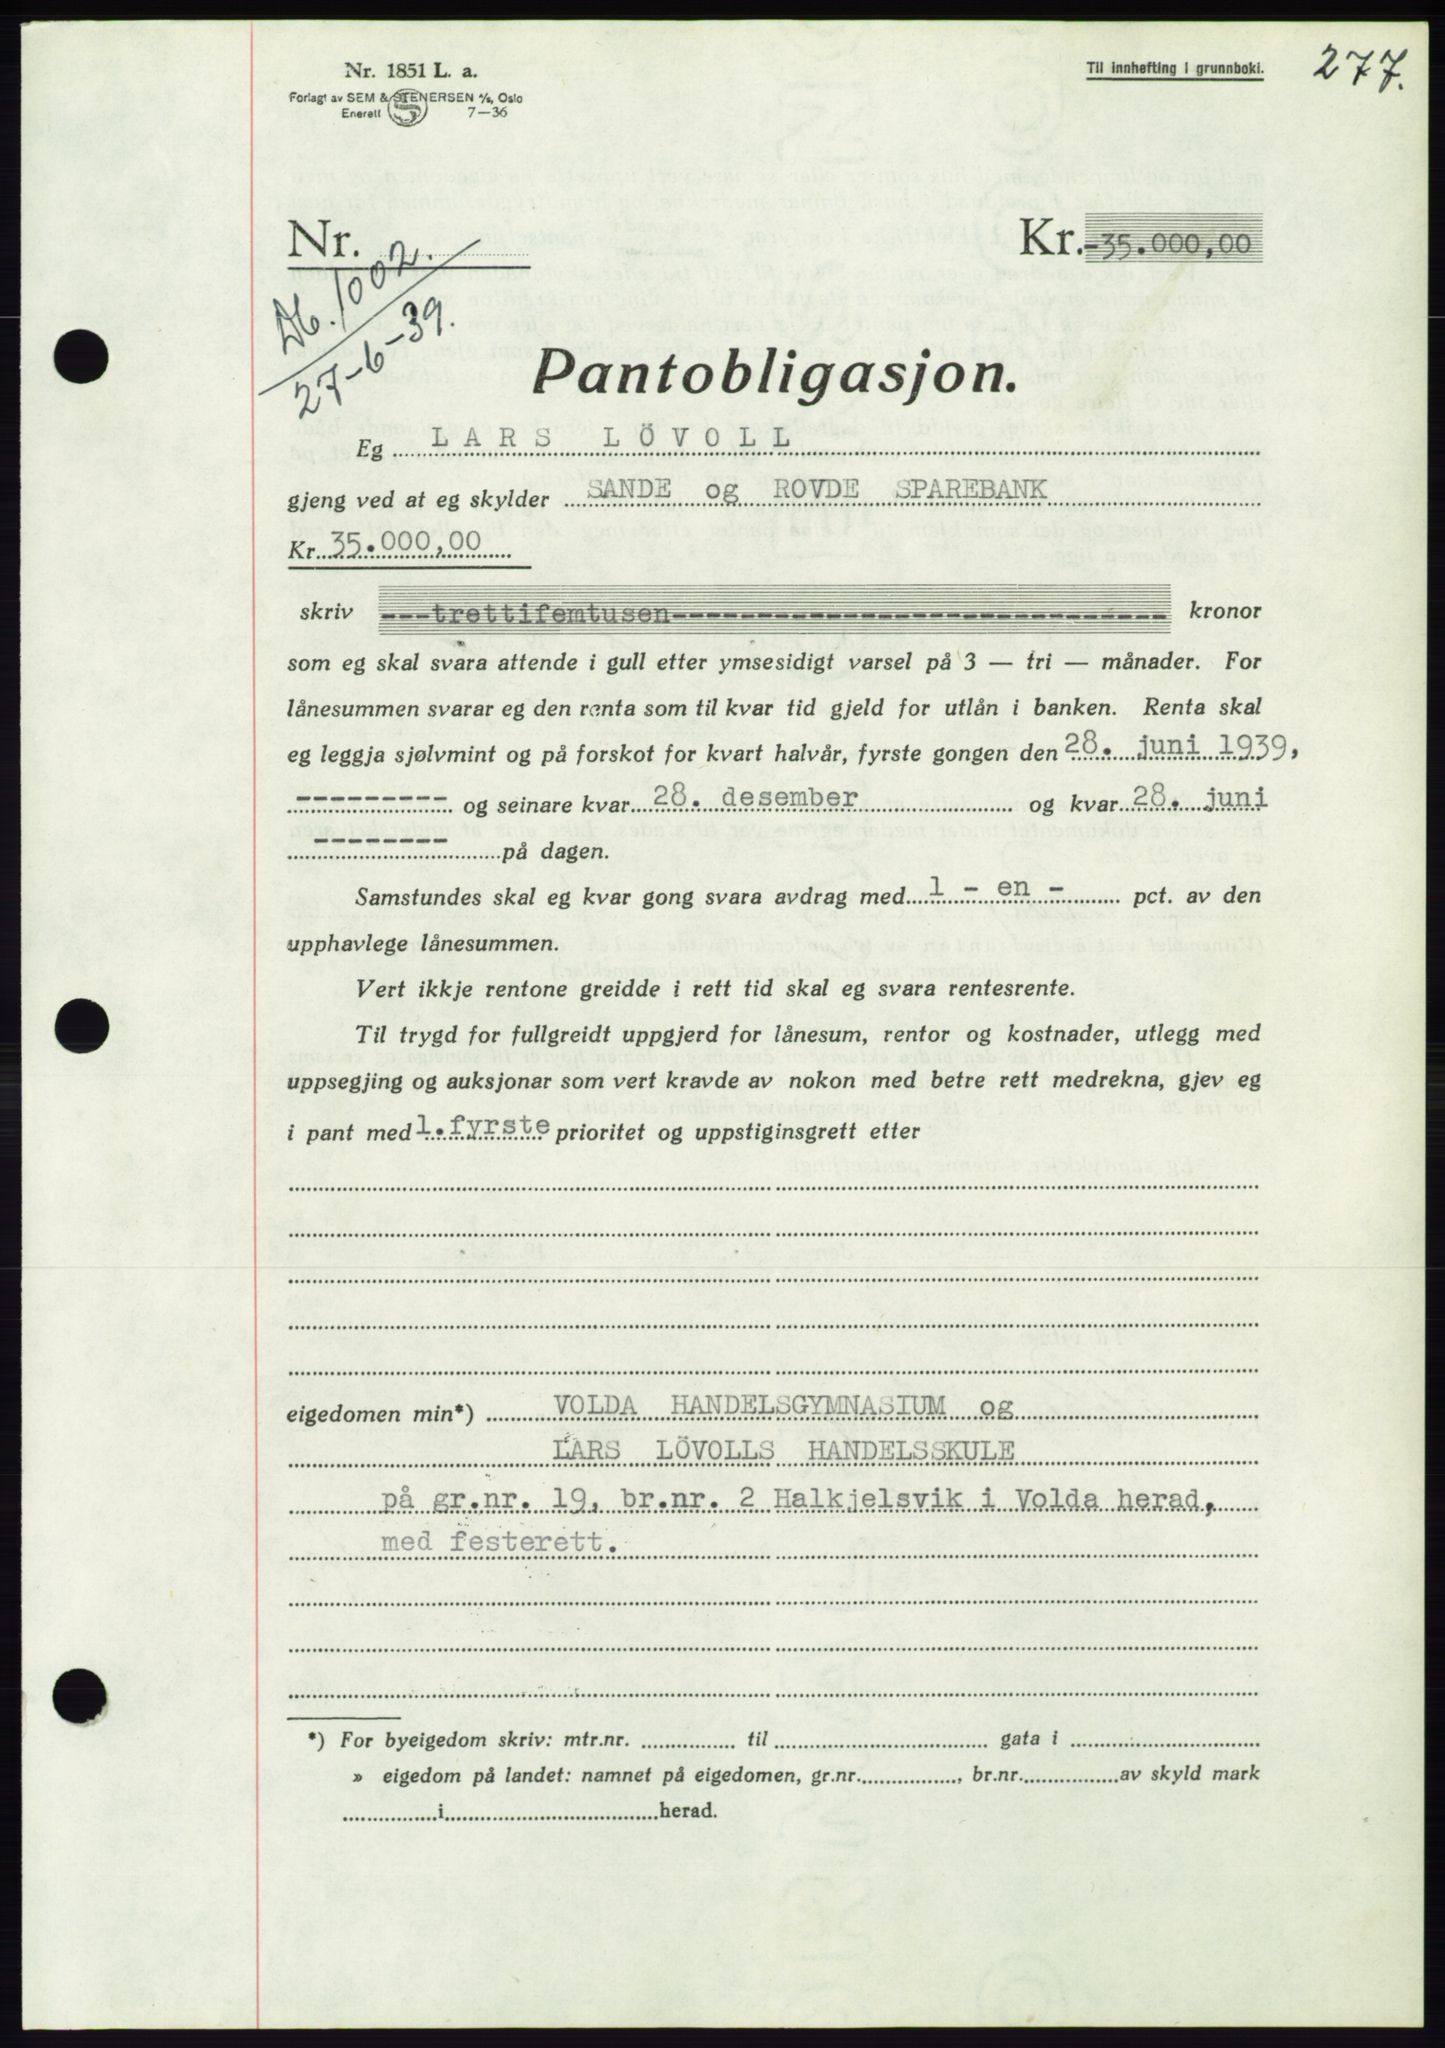 Nr. 1851 L. a.
Forlagt av SEM & STENERSEN A/S, Oslo
Enerett 7—36
Til innhefting i grunnboki.
277.
Nr.
Kr. -35.000,00
Db. 1002.
27-6-39.
Pantobligasjon.
Eg LARS LÖVOLL
gjeng ved at eg skylder SANDE og ROVDE SPAREBANK
Kr. 35.000,00
skriv ---trettifemtusen--- kronor
som eg skal svara attende i gull etter ymsesidigt varsel på 3 — tri — månader. For
lånesummen svarar eg den renta som til kvar tid gjeld for utlån i banken. Renta skal
eg leggja sjølvmint og på forskot for kvart halvår, fyrste gongen den 28. juni 1939,
--------- og seinare kvar 28. desember og kvar 28. juni
-------- på dagen.
Samstundes skal eg kvar gong svara avdrag med 1 - en - pct. av den
upphavlege lånesummen.
Vert ikkje rentone greidde i rett tid skal eg svara rentesrente.
Til trygd for fullgreidt uppgjerd for lånesum, rentor og kostnader, utlegg med
uppsegjing og auksjonar som vert kravde av nokon med betre rett medrekna, gjev eg
i pant med 1. fyrste prioritet og uppstiginsgrett etter
eigedomen min*) VOLDA HANDELSGYMNASIUM og
LARS LÖVOLLS HANDELSSKULE
på gr.nr. 19, br.nr. 2 Halkjelsvik i Volda herad,
med festerett.
*) For byeigedom skriv: mtr.nr. til gata i
» eigedom på landet: namnet på eigedomen, gr.nr. , br.nr. av skyld mark
i herad.